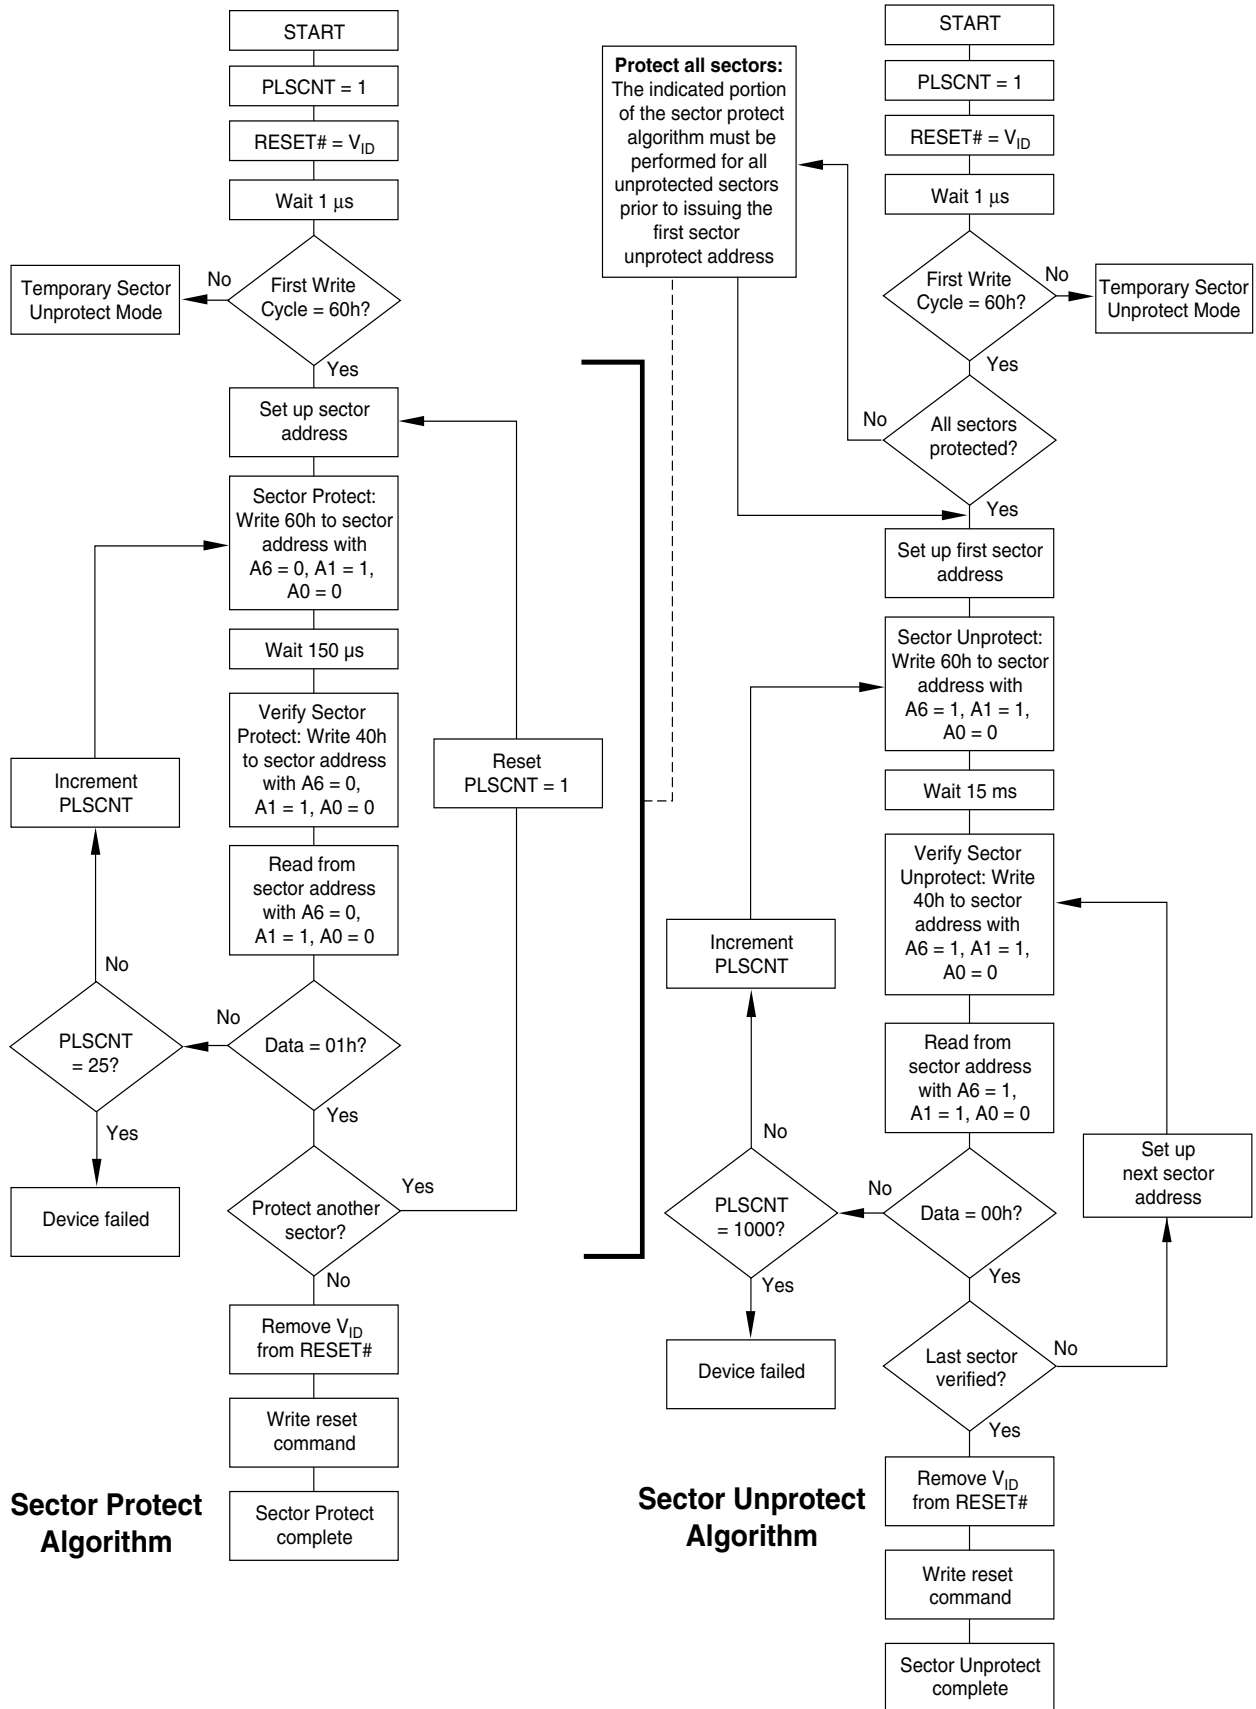 START
PLSCNT = 1
RESET# = VID
Wait 1 μs
First Write
Cycle = 60h?
No
Temporary Sector
Unprotect Mode
Yes
Set up sector
address
Sector Protect:
Write 60h to sector
address with
A6 = 0, A1 = 1,
A0 = 0
Wait 150 µs
Verify Sector
Protect: Write 40h
to sector address
with A6 = 0,
A1 = 1, A0 = 0
Reset
PLSCNT = 1
Increment
PLSCNT
Read from
sector address
with A6 = 0,
A1 = 1, A0 = 0
No
PLSCNT
= 25?
No
Data = 01h?
Yes
Yes
Device failed
Protect another
sector?
Yes
No
Remove VID
from RESET#
Write reset
command
Sector Protect
complete
Sector Protect
Algorithm
Protect all sectors:
The indicated portion
of the sector protect
algorithm must be
performed for all
unprotected sectors
prior to issuing the
first sector
unprotect address
START
PLSCNT = 1
RESET# = VID
Wait 1 μs
First Write
Cycle = 60h?
No
Temporary Sector
Unprotect Mode
Yes
No
All sectors
protected?
Yes
Set up first sector
address
Sector Unprotect:
Write 60h to sector
address with
A6 = 1, A1 = 1,
A0 = 0
Wait 15 ms
Verify Sector
Unprotect: Write
40h to sector
address with
A6 = 1, A1 = 1,
A0 = 0
Increment
PLSCNT
Read from
sector address
with A6 = 1,
A1 = 1, A0 = 0
No
PLSCNT
= 1000?
No
Data = 00h?
Set up
next sector
address
Yes
Yes
Device failed
Last sector
verified?
No
Yes
Remove VID
from RESET#
Write reset
command
Sector Unprotect
complete
Sector Unprotect
Algorithm